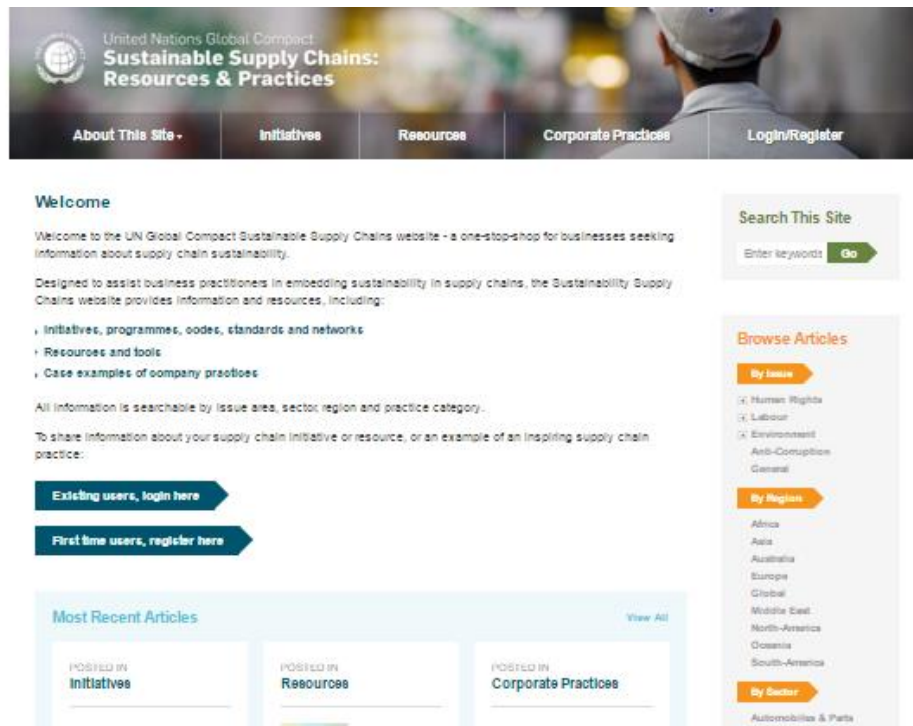 United Nations Global Compact
Sustainable Supply Chains:
Resources & Practices
About This Site
Initiatives
Resources
Corporate Practices
Login/Register
Welcome
Welcome to the UN Global Compact Sustainable Supply Chains website - a one-stop-shop for businesses seeking
information about supply chain sustainability.
Designed to assist business practitioners in embedding sustainability in supply chains, the Sustainability Supply
Chains website provides information and resources, including:
Initiatives, programmes, codes, standards and networks
Resources and tools
Case examples of company practices
All information is searchable by issue area, sector, region and practice category.
To share information about your supply chain initiative or resource, or an example of an inspiring supply chain
practice:
Existing users, login here
First time users, register here
Most Recent Articles
View All
POSTED IN
Initiatives
POSTED IN
Resources
POSTED IN
Corporate Practices
Search This Site
Enter keywords
Go
Browse Articles
By Issue
Human Rights
Labour
Environment
Anti-Corruption
General
By Region
Africa
Asia
Australia
Europe
Global
Middle East
North-America
Oceania
South-America
By Sector
Automobiles & Parts